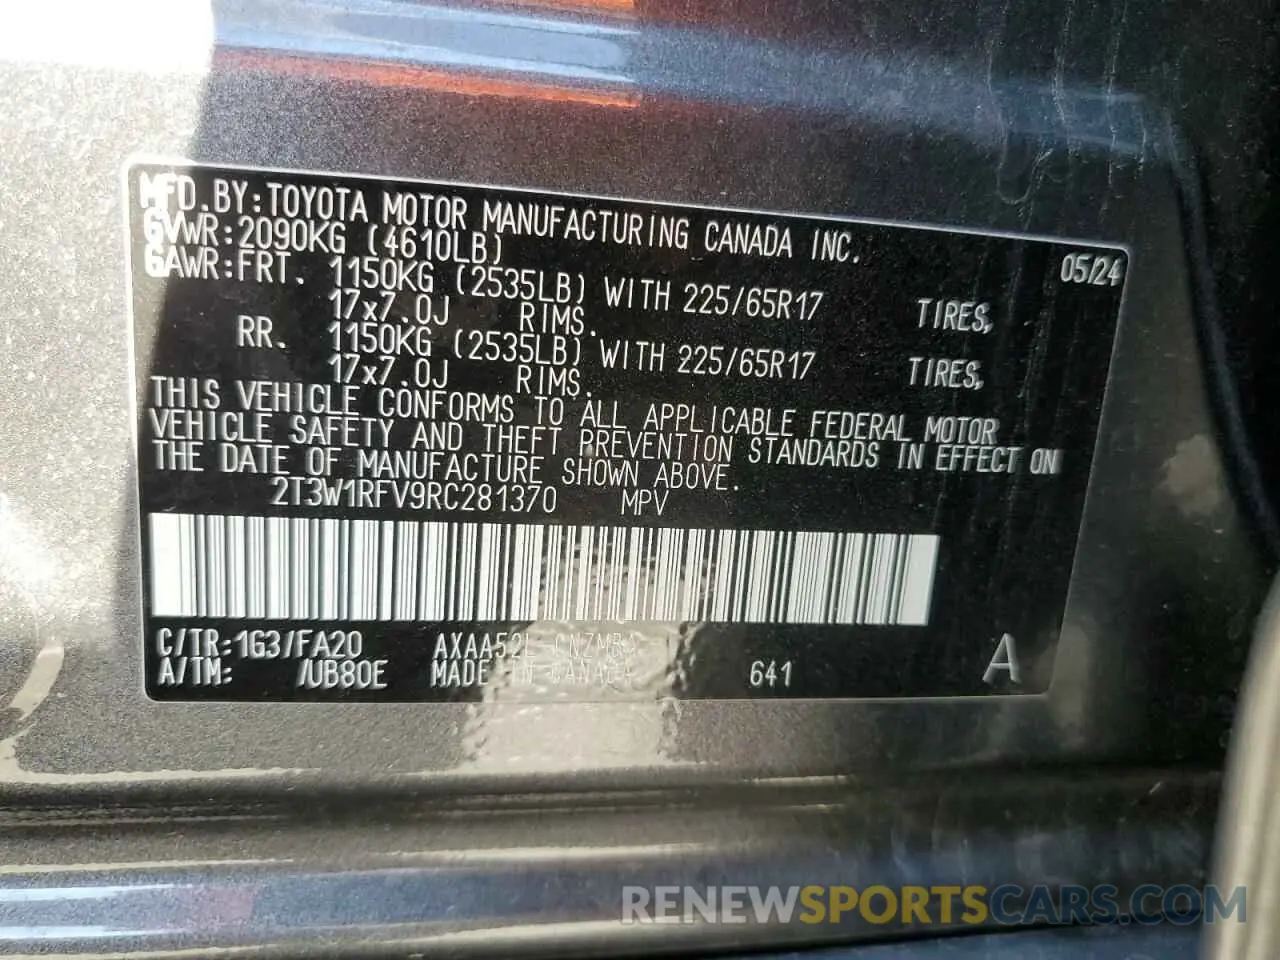 MFD.BY:TOYOTA MOTOR MANUFACTURING CANADA INC.
GVWR:2090KG (4610LB) 05/24
GAWR:FRT. 1150KG (2535LB) WITH 225/65R17 TIRES,
17x7.0J RIMS.
RR. 1150KG (2535LB) WITH 225/65R17 TIRES,
17x7.0J RIMS.
THIS VEHICLE CONFORMS TO ALL APPLICABLE FEDERAL MOTOR
VEHICLE SAFETY AND THEFT PREVENTION STANDARDS IN EFFECT ON
THE DATE OF MANUFACTURE SHOWN ABOVE.
2T3W1RFV9RC281370 MPV
C/TR:1G3/FA20 AXAA52L-
A/TM: /UB80E MADE IN CANADA 641 A
RENEWSPORTSCARS.COM